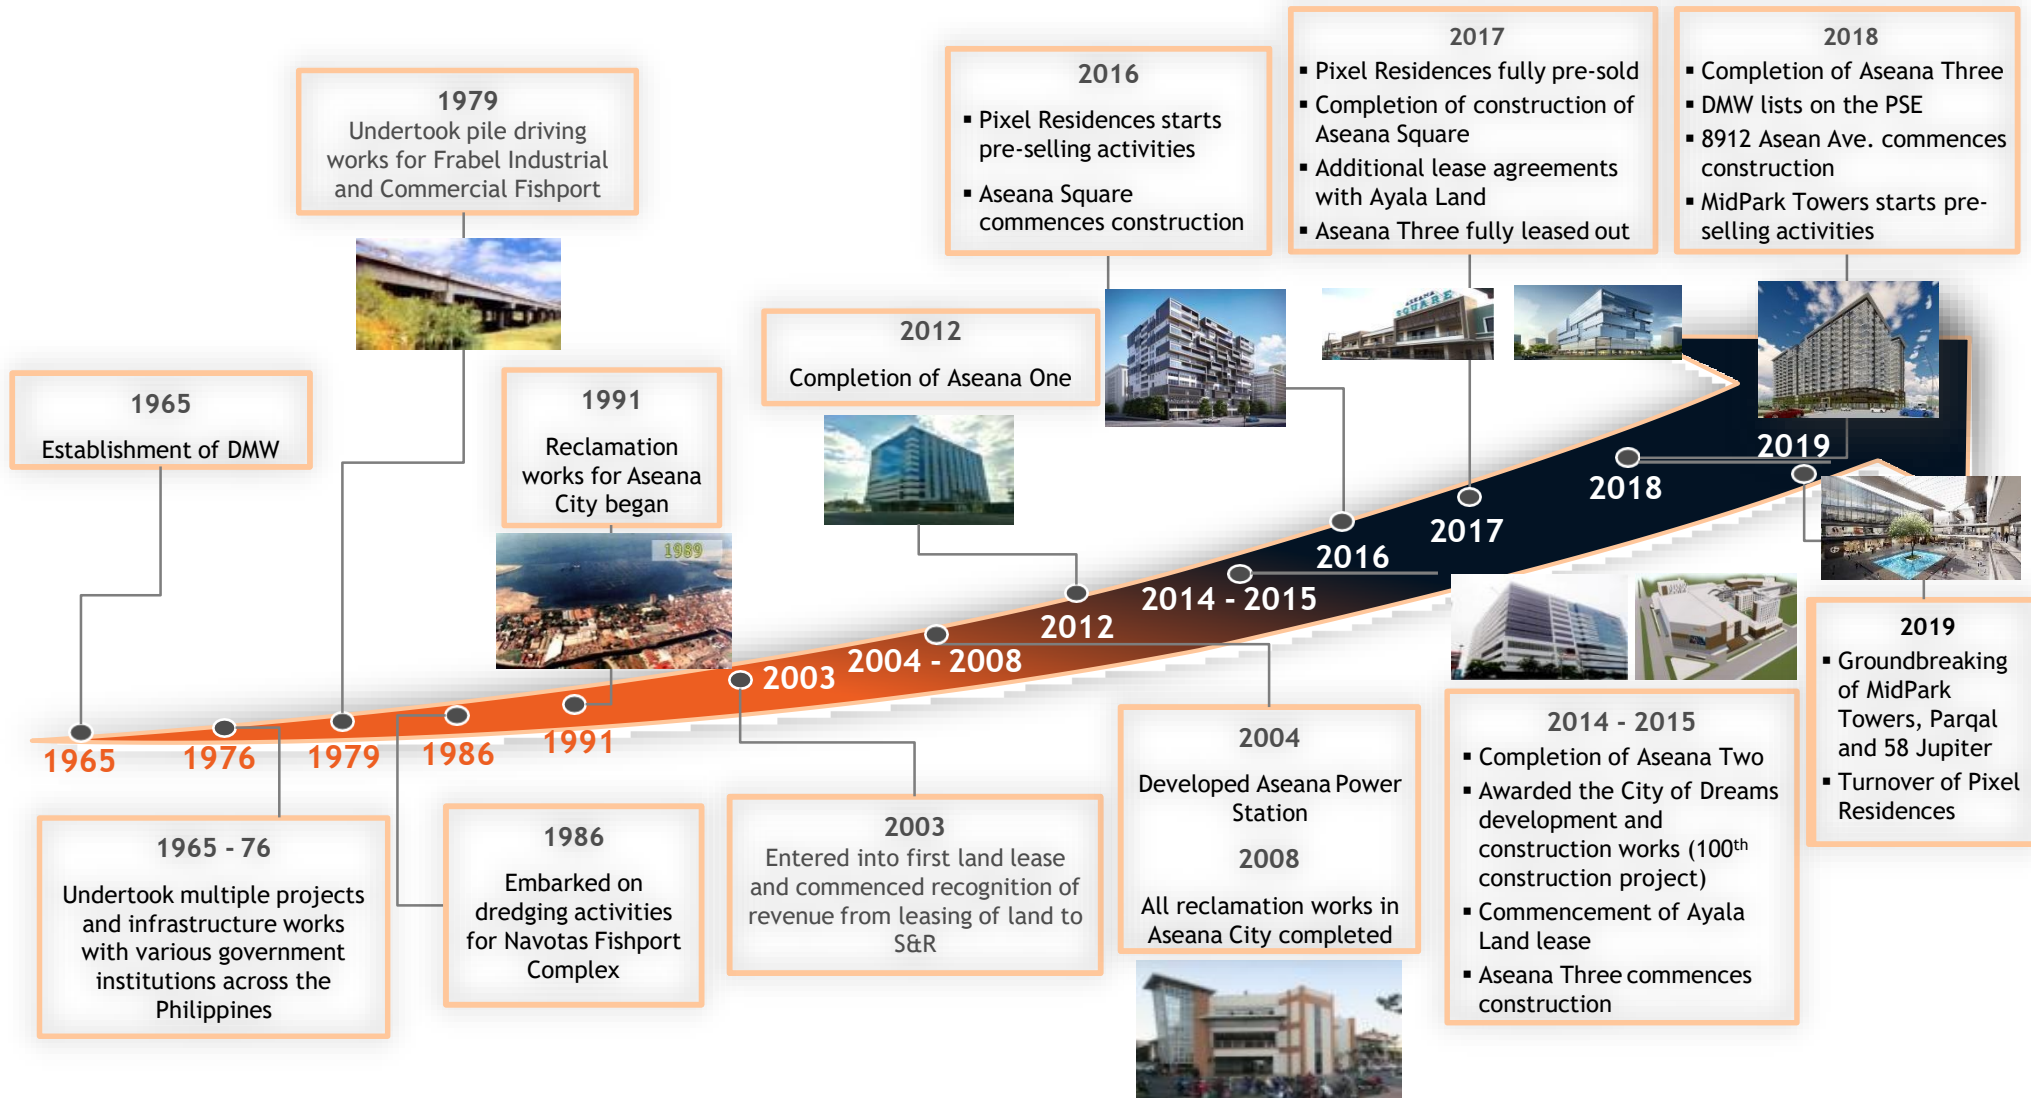 1965
Establishment of DMW
1979
Undertook pile driving
works for Frabel Industrial
and Commercial Fishport
1991
Reclamation
works for Aseana
City began
1989
2012
Completion of Aseana One
2016
▪ Pixel Residences starts
pre-selling activities
▪ Aseana Square
commences construction
2017
▪ Pixel Residences fully pre-sold
▪ Completion of construction of
Aseana Square
▪ Additional lease agreements
with Ayala Land
▪ Aseana Three fully leased out
2018
▪ Completion of Aseana Three
▪ DMW lists on the PSE
▪ 8912 Asean Ave. commences
construction
▪ MidPark Towers starts pre-
selling activities
ASEANA
SQUARE
1965
1976
1979
1986
1991
2003
2004 - 2008
2012
2014 - 2015
2016
2017
2018
2019
1965 - 76
Undertook multiple projects
and infrastructure works
with various government
institutions across the
Philippines
1986
Embarked on
dredging activities
for Navotas Fishport
Complex
2003
Entered into first land lease
and commenced recognition of
revenue from leasing of land to
S&R
2004
Developed Aseana Power
Station
2008
All reclamation works in
Aseana City completed
2014 - 2015
▪ Completion of Aseana Two
▪ Awarded the City of Dreams
development and
construction works (100th
construction project)
▪ Commencement of Ayala
Land lease
▪ Aseana Three commences
construction
2019
▪ Groundbreaking
of MidPark
Towers, Parqal
and 58 Jupiter
▪ Turnover of Pixel
Residences